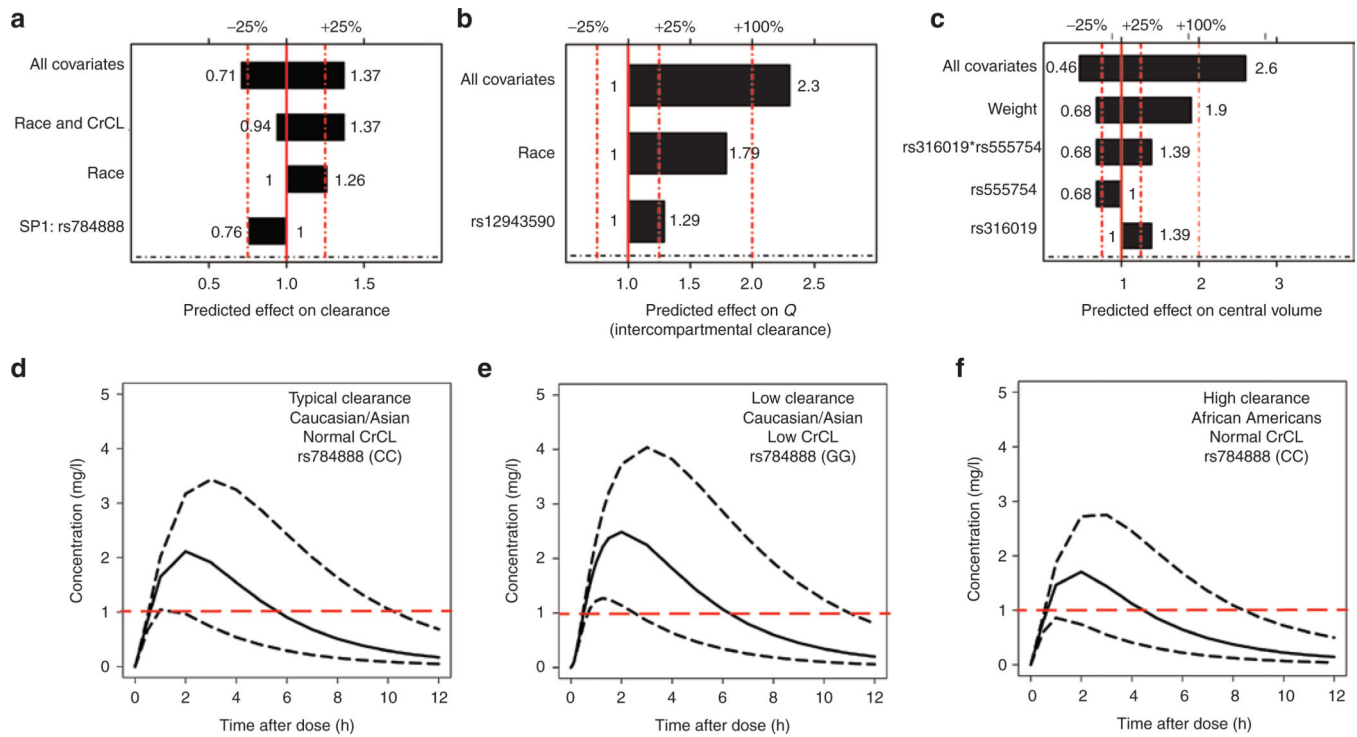 a
−25%
+25%
All covariates
0.71
1.37
Race and CrCL
0.94
1.37
Race
1
1.26
SP1: rs784888
0.76
1
0.5
1.0
1.5
Predicted effect on clearance
b
−25%
+25%
+100%
All covariates
1
2.3
Race
1
1.79
rs12943590
1
1.29
1.0
1.5
2.0
2.5
Predicted effect on Q
(intercompartmental clearance)
c
−25%
+25%
+100%
All covariates
0.46
2.6
Weight
0.68
1.9
rs316019*rs555754
0.68
1.39
rs555754
0.68
1
rs316019
1
1.39
1
2
3
Predicted effect on central volume
d
Typical clearance
Caucasian/Asian
Normal CrCL
rs784888 (CC)
Concentration (mg/l)
5
4
3
2
1
0
0 2 4 6 8 10 12
Time after dose (h)
e
Low clearance
Caucasian/Asian
Low CrCL
rs784888 (GG)
Concentration (mg/l)
5
4
3
2
1
0
0 2 4 6 8 10 12
Time after dose (h)
f
High clearance
African Americans
Normal CrCL
rs784888 (CC)
Concentration (mg/l)
5
4
3
2
1
0
0 2 4 6 8 10 12
Time after dose (h)